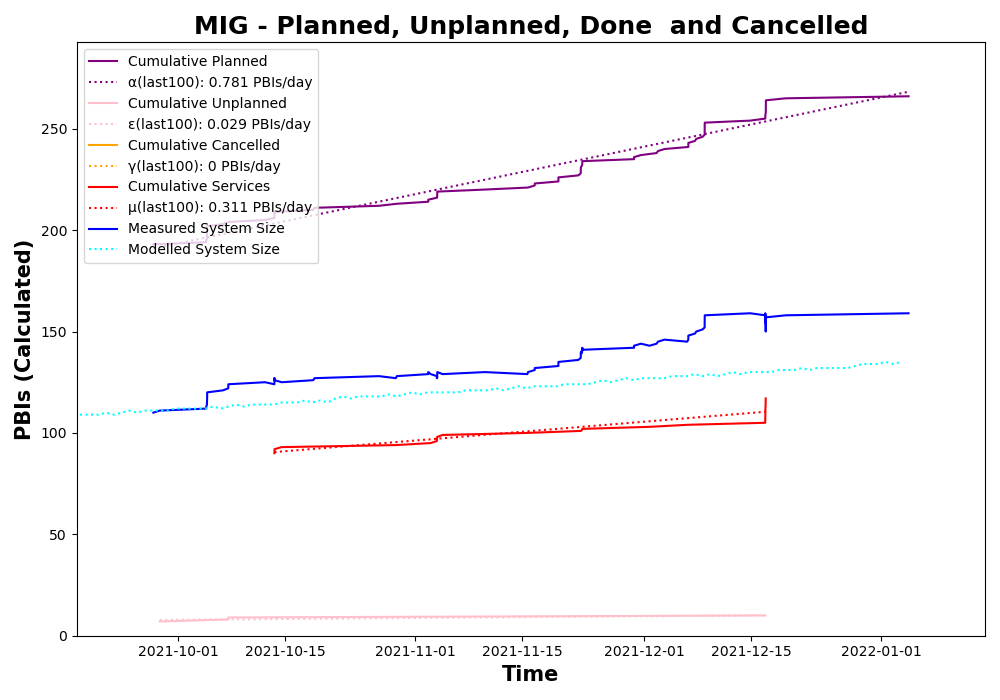 MIG - Planned, Unplanned, Done  and Cancelled
Cumulative Planned
α(last100): 0.781 PBIs/day
Cumulative Unplanned
ε(last100): 0.029 PBIs/day
Cumulative Cancelled
γ(last100): 0 PBIs/day
Cumulative Services
μ(last100): 0.311 PBIs/day
Measured System Size
Modelled System Size
PBIs (Calculated)
250
200
150
100
50
0
2021-10-01 2021-10-15 2021-11-01 2021-11-15 2021-12-01 2021-12-15 2022-01-01
Time